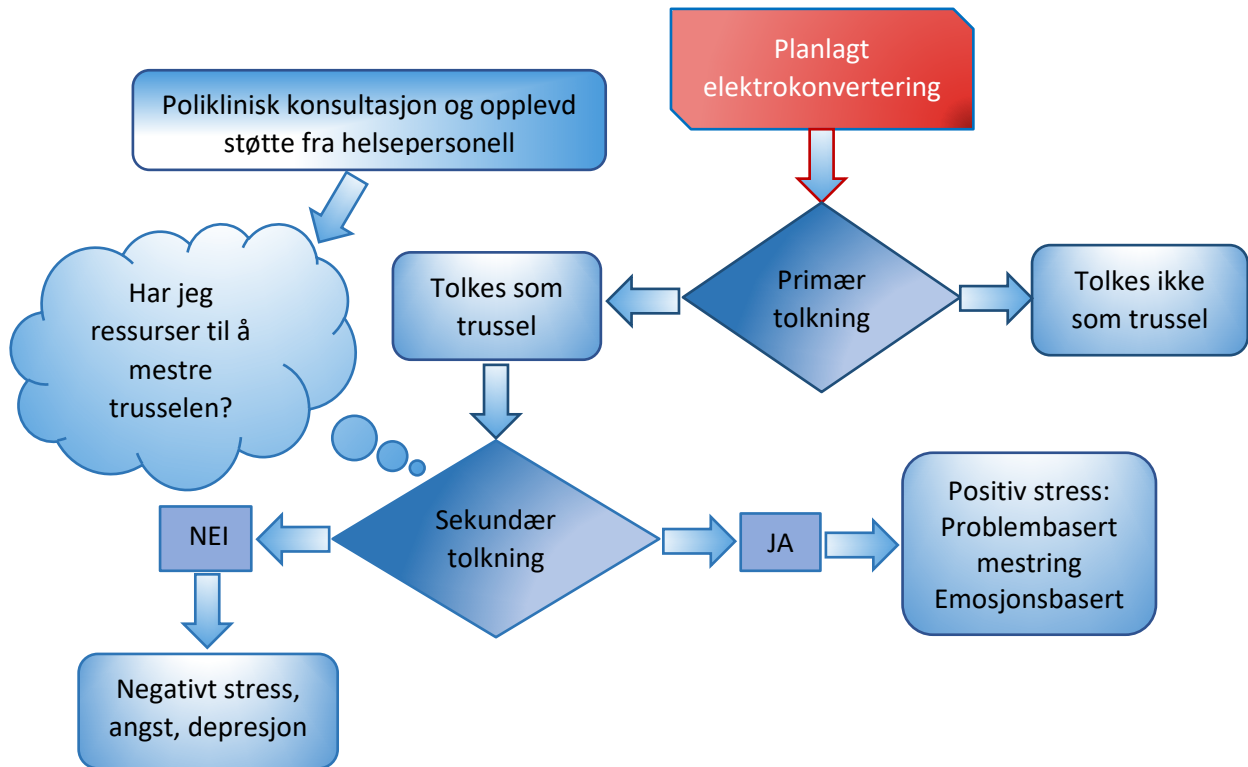 Planlagt
elektrokonvertering
Poliklinisk konsultasjon og opplevd
støtte fra helsepersonell
Har jeg
ressurser til å
mestre
trusselen?
Tolkes som
trussel
Primær
tolkning
Tolkes ikke
som trussel
NEI
Sekundær
tolkning
JA
Positiv stress:
Problembasert
mestring
Emosjonsbasert
Negativt stress,
angst, depresjon